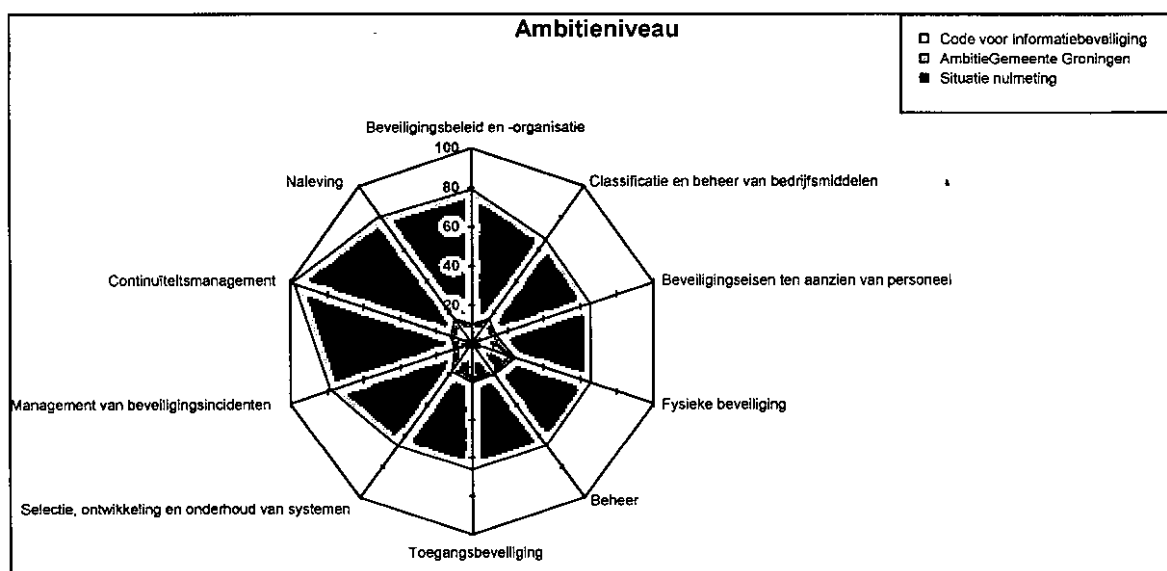 Ambitieniveau
Code voor informatiebeveiliging
AmbitieGemeente Groningen
Situatie nulmeting
Beveiligingsbeleid en -organisatie
100
Naleving
Classificatie en beheer van bedrijfsmiddelen
80
60
Continuïteitsmanagement
Beveiligingseisen ten aanzien van personeel
40
20
Management van beveiligingsincidenten
Fysieke beveiliging
Selectie, ontwikkeling en onderhoud van systemen
Beheer
Toegangsbeveiliging